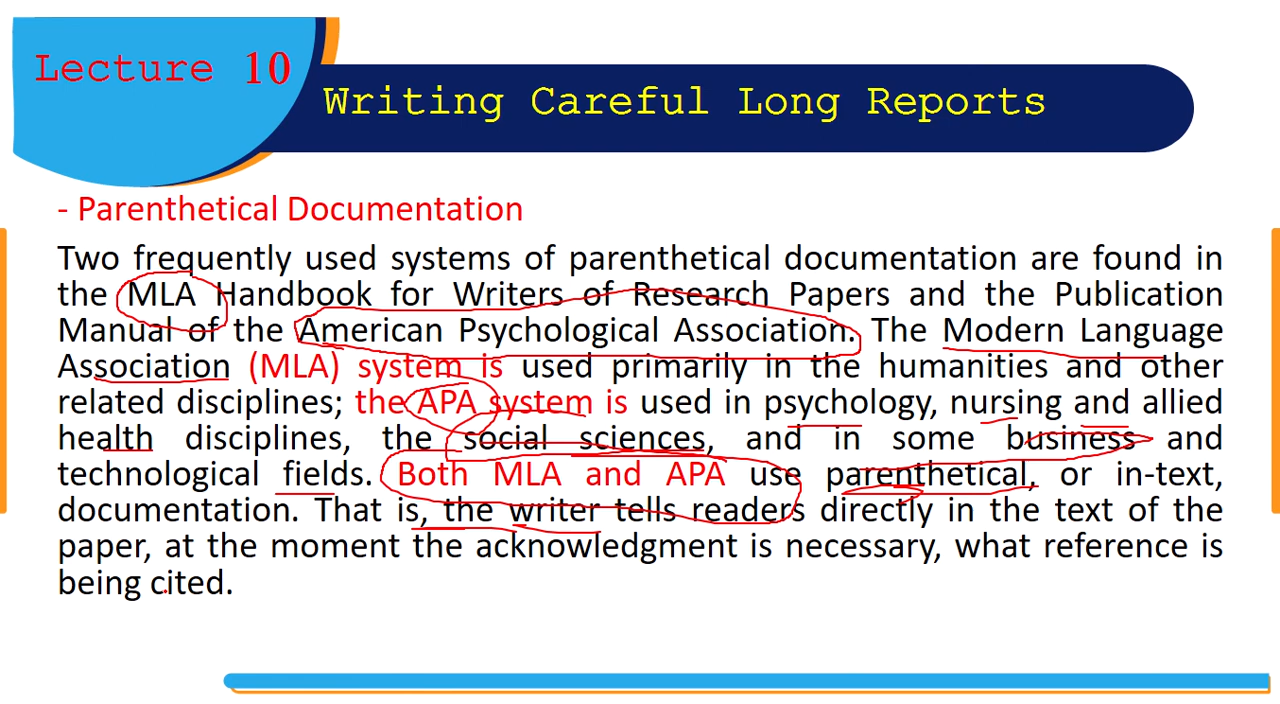 Lecture 10
Writing Careful Long Reports
- Parenthetical Documentation
Two frequently used systems of parenthetical documentation are found in
the MLA Handbook for Writers of Research Papers and the Publication
Manual of the American Psychological Association. The Modern Language
Association (MLA) system is used primarily in the humanities and other
related disciplines; the APA system is used in psychology, nursing and allied
health disciplines, the social sciences, and in some business and
technological fields. Both MLA and APA use parenthetical, or in-text,
documentation. That is, the writer tells readers directly in the text of the
paper, at the moment the acknowledgment is necessary, what reference is
being cited.